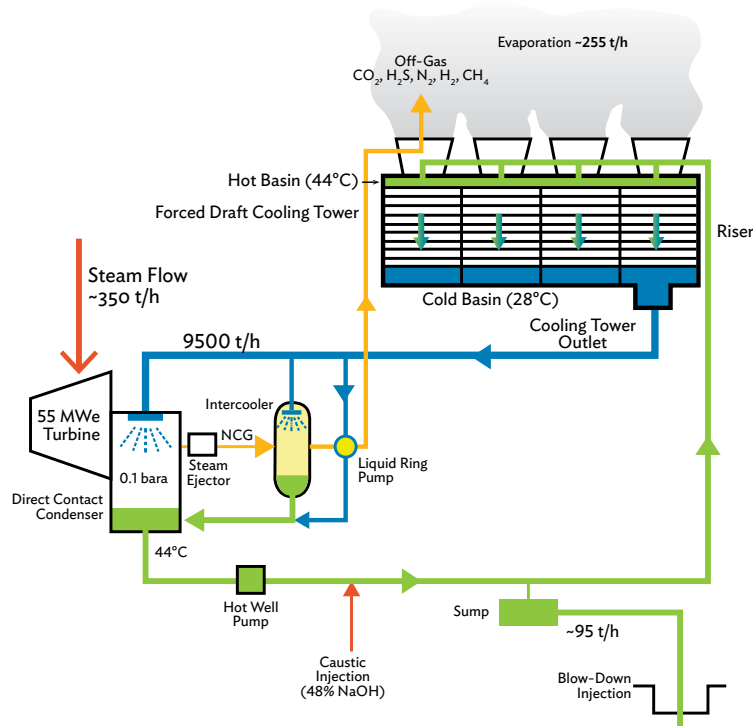 Evaporation ~255 t/h
Off-Gas
CO₂, H₂S, N₂, H₂, CH₄
Hot Basin (44°C)
Forced Draft Cooling Tower
Riser
Steam Flow
~350 t/h
Cold Basin (28°C)
Cooling Tower
Outlet
9500 t/h
55 MWe
Turbine
Intercooler
NCG
Steam
Ejector
Liquid Ring
Pump
0.1 bara
Direct Contact
Condenser
44°C
Hot Well
Pump
Sump
~95 t/h
Caustic
Injection
(48% NaOH)
Blow-Down
Injection